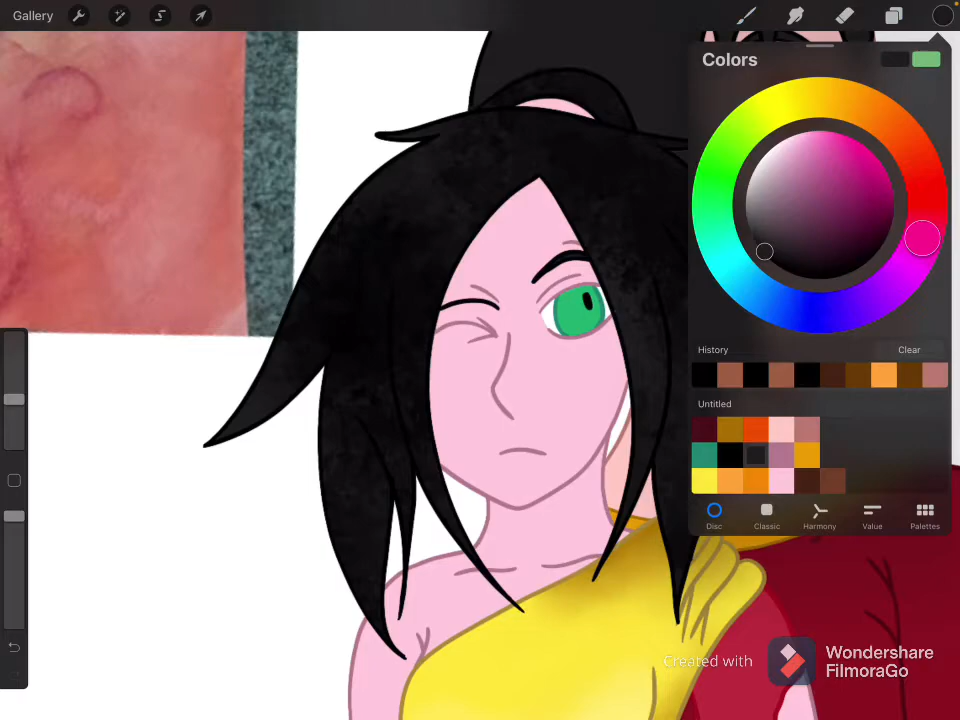 Gallery
Colors
History
Clear
Untitled
Disc
Classic
Harmony
Value
Palettes
Created with
Wondershare
FilmoraGo